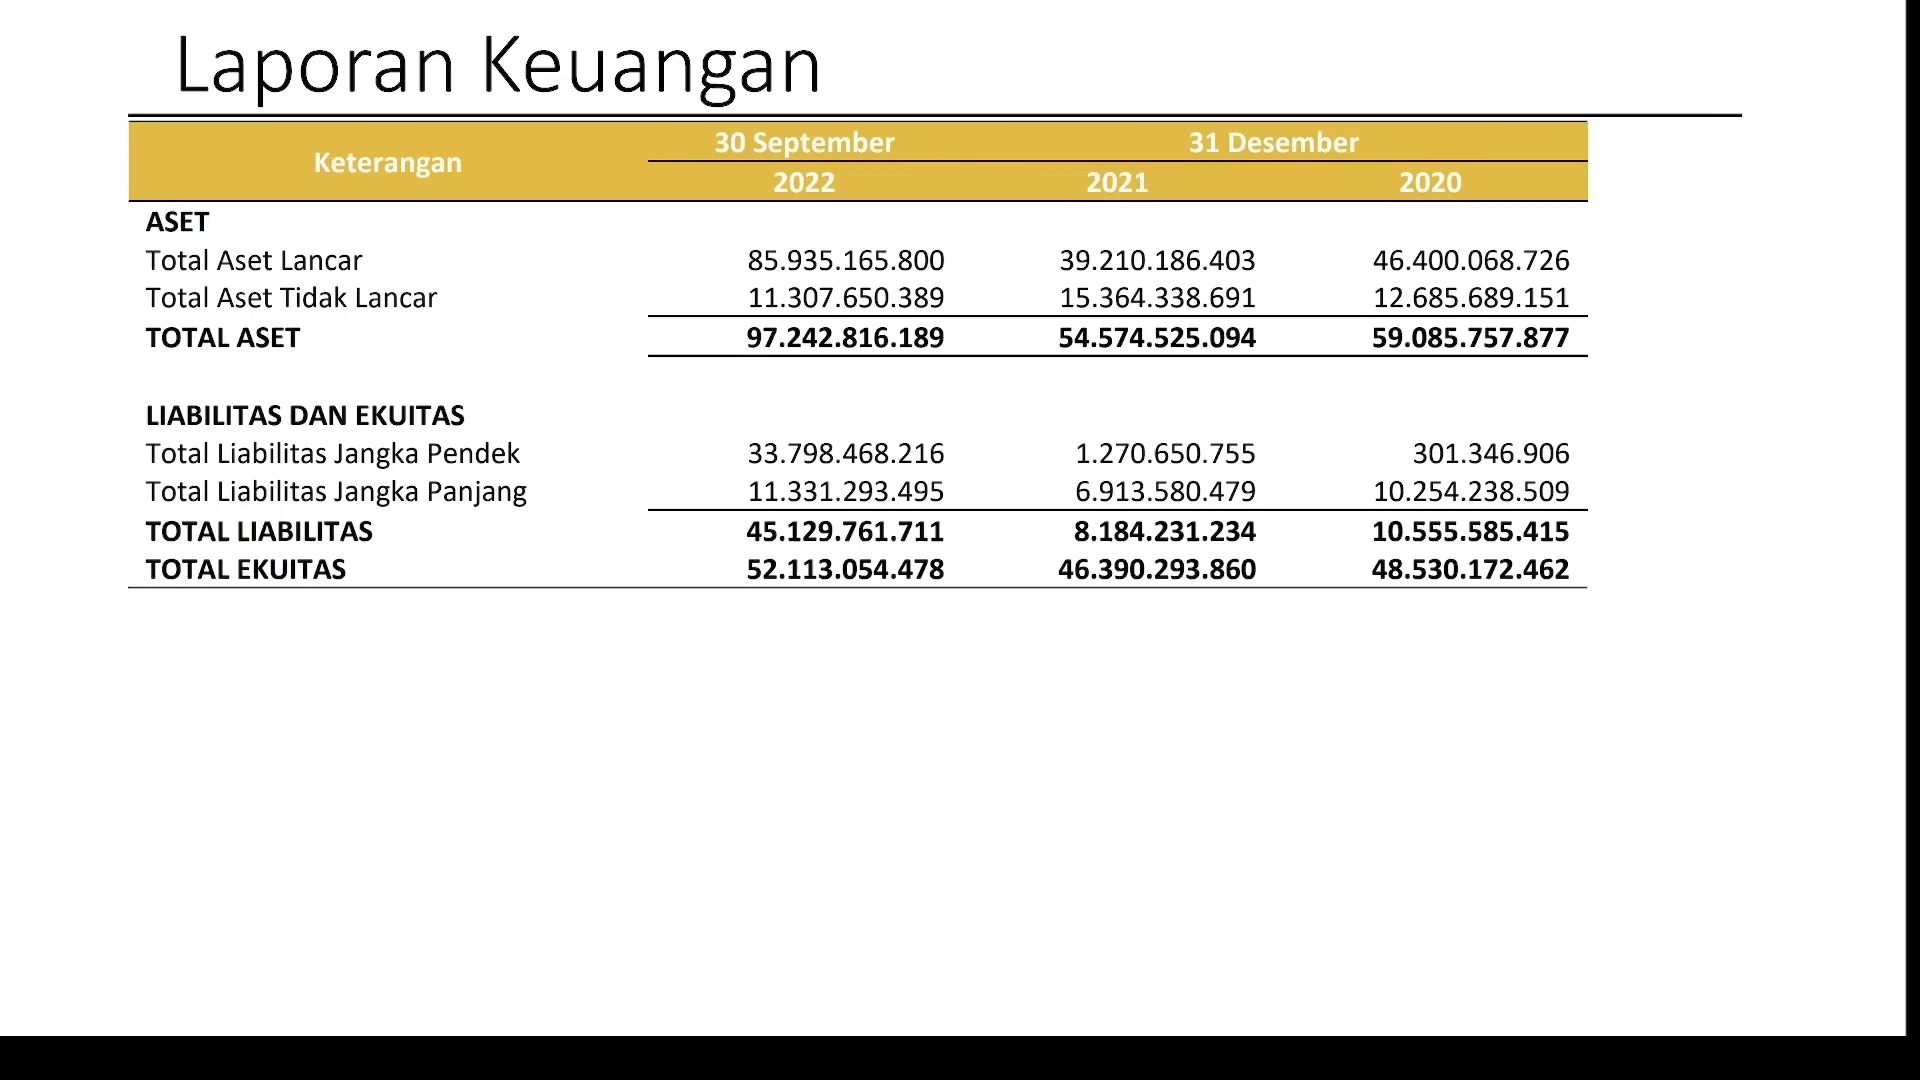 Laporan Keuangan
Keterangan 30 September 31 Desember
2022 2021 2020
ASET
Total Aset Lancar 85.935.165.800 39.210.186.403 46.400.068.726
Total Aset Tidak Lancar 11.307.650.389 15.364.338.691 12.685.689.151
TOTAL ASET 97.242.816.189 54.574.525.094 59.085.757.877
LIABILITAS DAN EKUITAS
Total Liabilitas Jangka Pendek 33.798.468.216 1.270.650.755 301.346.906
Total Liabilitas Jangka Panjang 11.331.293.495 6.913.580.479 10.254.238.509
TOTAL LIABILITAS 45.129.761.711 8.184.231.234 10.555.585.415
TOTAL EKUITAS 52.113.054.478 46.390.293.860 48.530.172.462